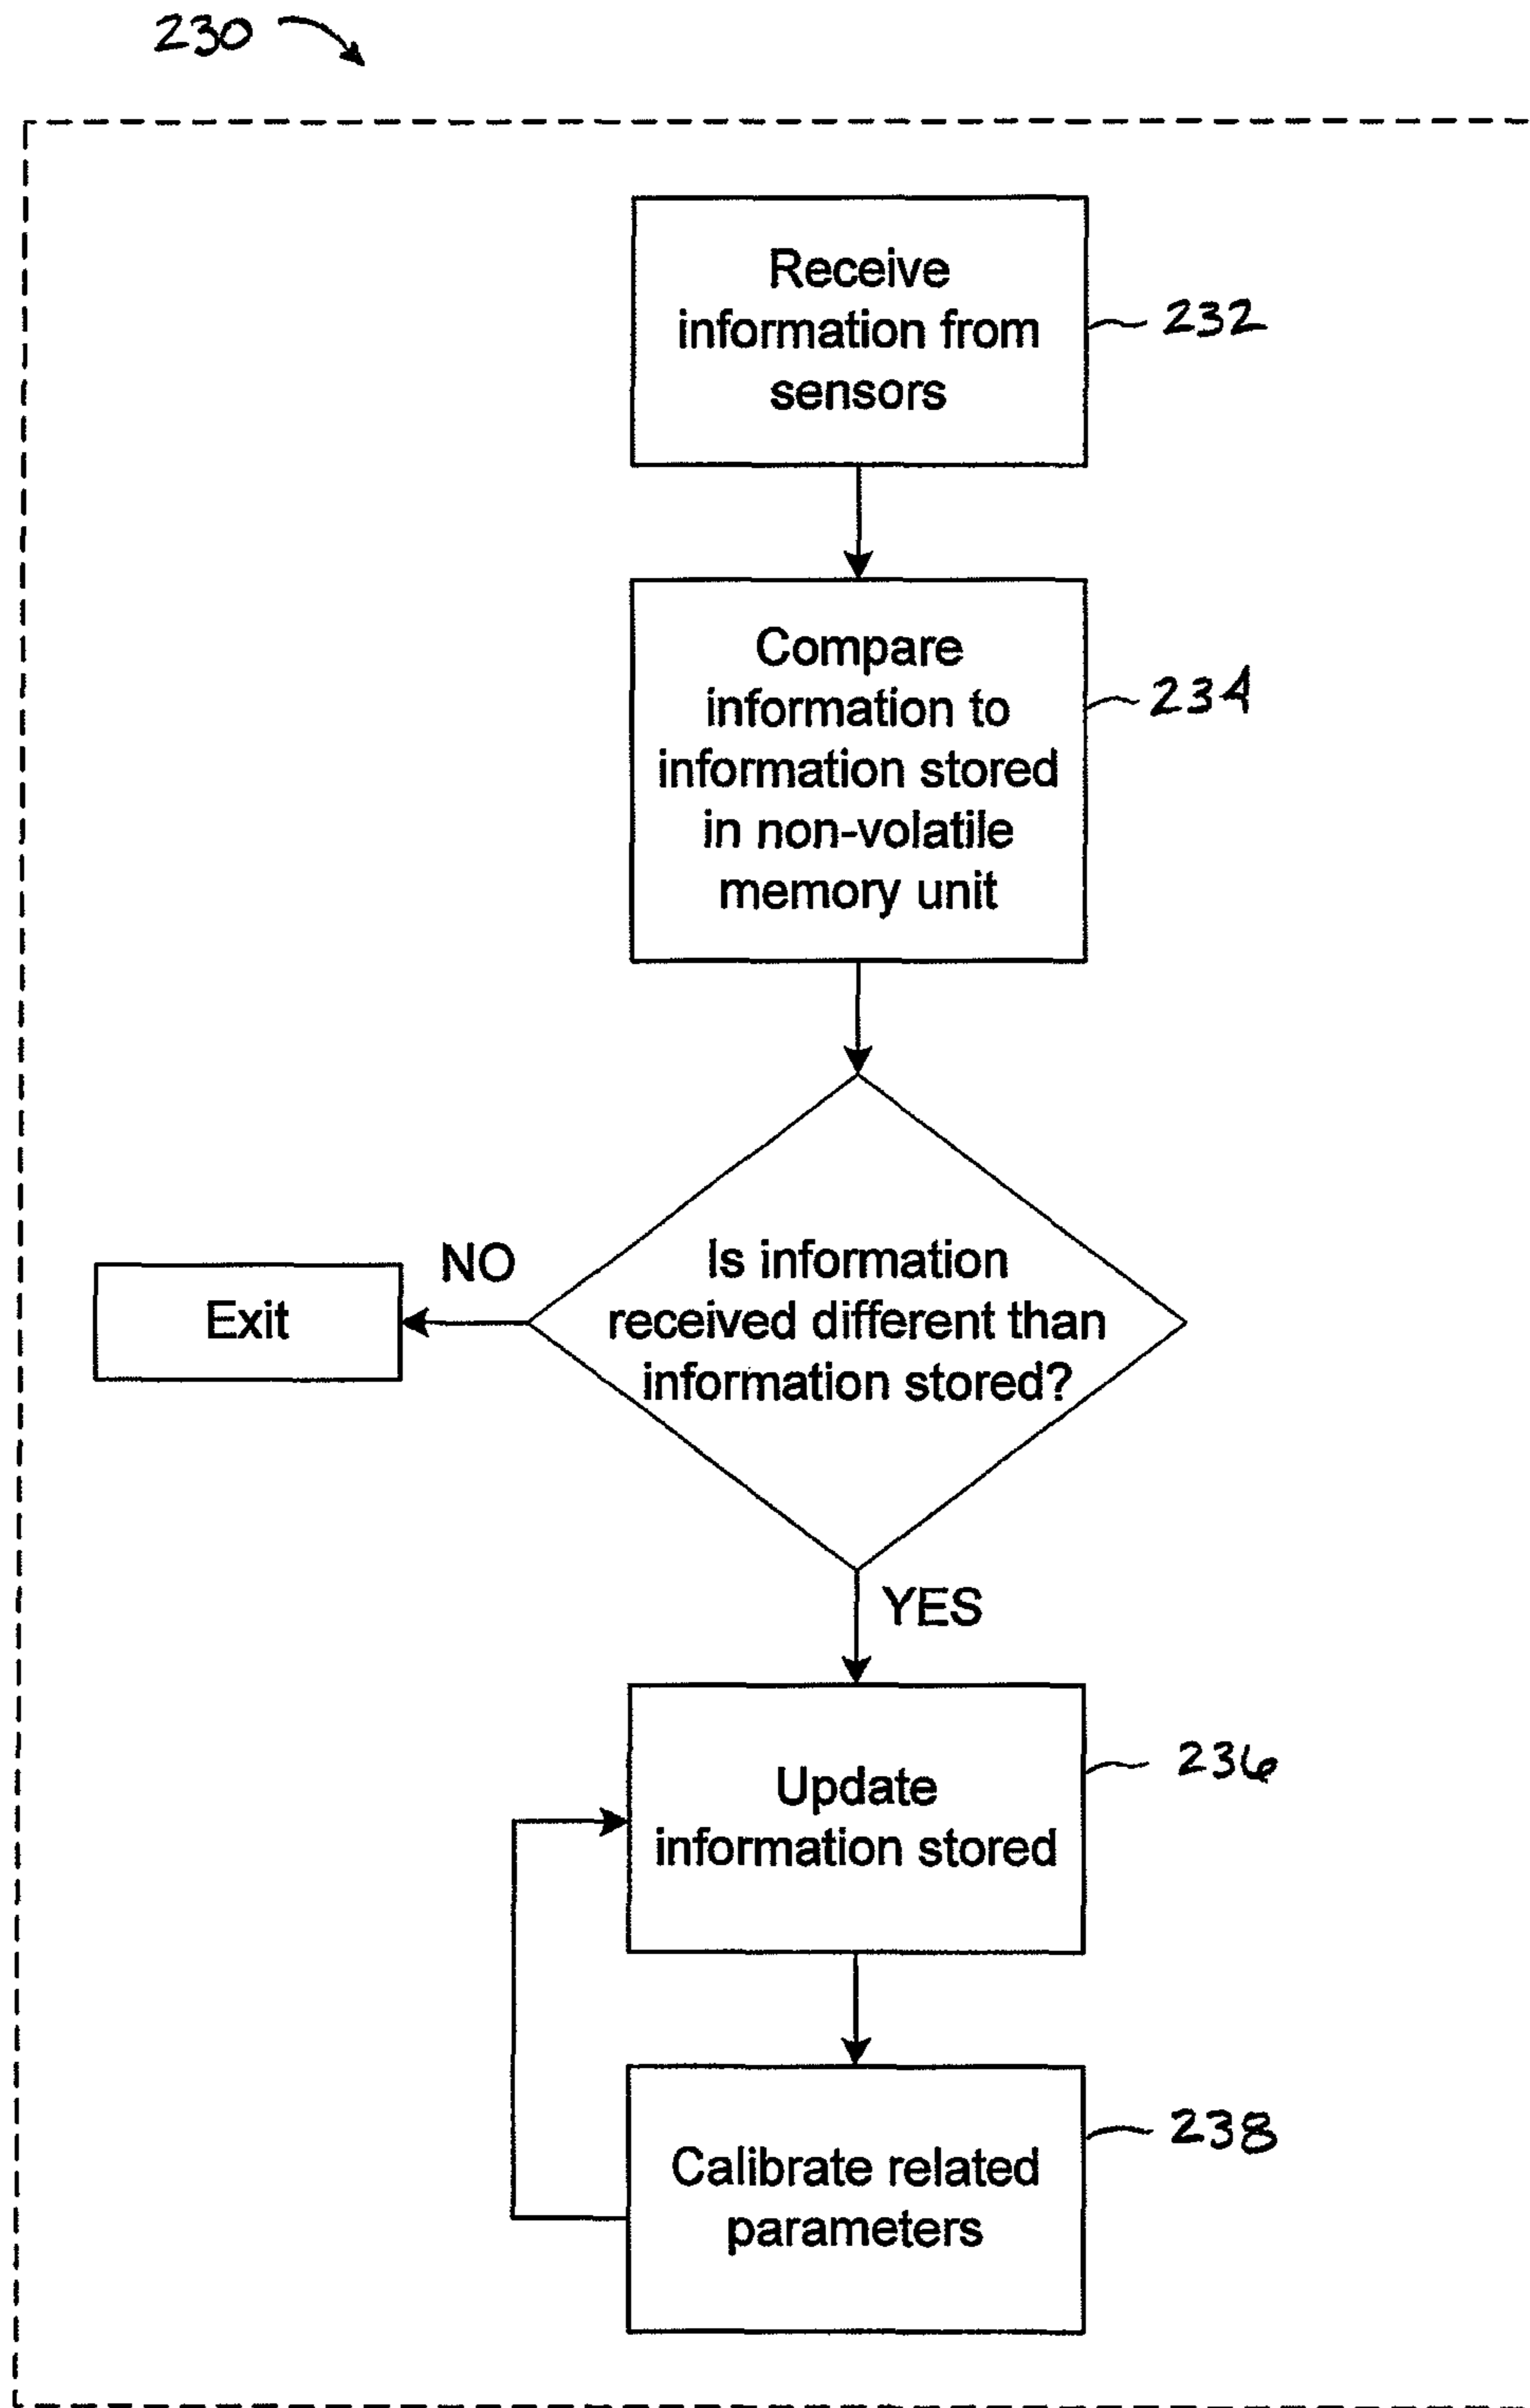 230
Receive
information from
sensors
232
Compare
information to
information stored
in non-volatile
memory unit
234
Is information
received different than
information stored?
NO
Exit
YES
Update
information stored
236
Calibrate related
parameters
238